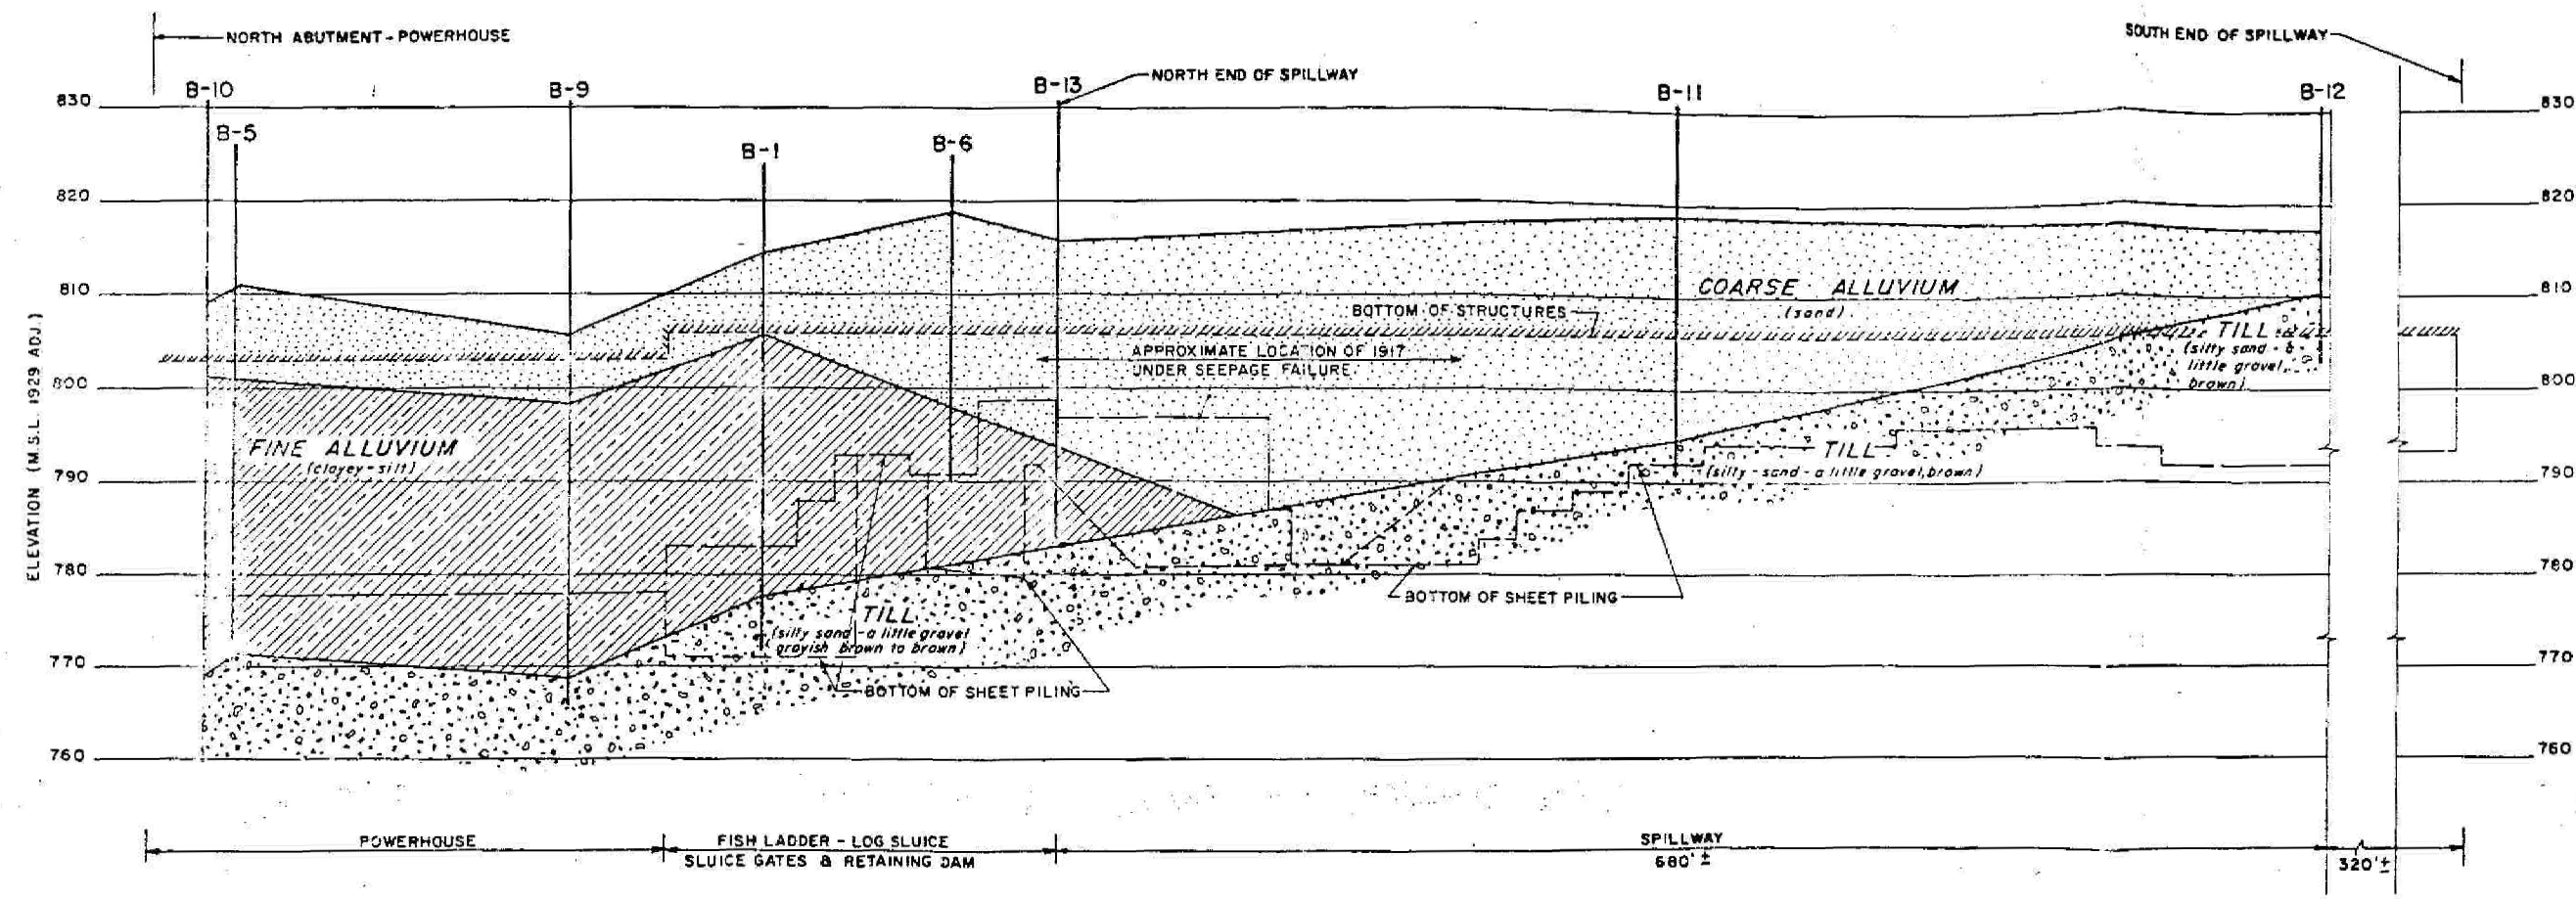 NORTH ABUTMENT - POWERHOUSE
SOUTH END OF SPILLWAY
NORTH END OF SPILLWAY
B-10
B-9
B-13
B-11
B-12
830
830
B-5
B-1
B-6
820
820
810
810
COARSE ALLUVIUM
(sand)
BOTTOM OF STRUCTURES
TILL
(silty sand - a
little gravel,
brown)
APPROXIMATE LOCATION OF 1917
UNDER SEEPAGE FAILURE
800
800
ELEVATION (M.S.L. 1929 ADJ.)
FINE ALLUVIUM
(clayey-silt)
TILL
(silty-sand-a little gravel, brown)
790
790
780
780
BOTTOM OF SHEET PILING
TILL
(silty sand-a little gravel
grayish brown to brown)
770
770
BOTTOM OF SHEET PILING
760
760
POWERHOUSE
FISH LADDER - LOG SLUICE
SLUICE GATES & RETAINING DAM
SPILLWAY
680'±
320'±